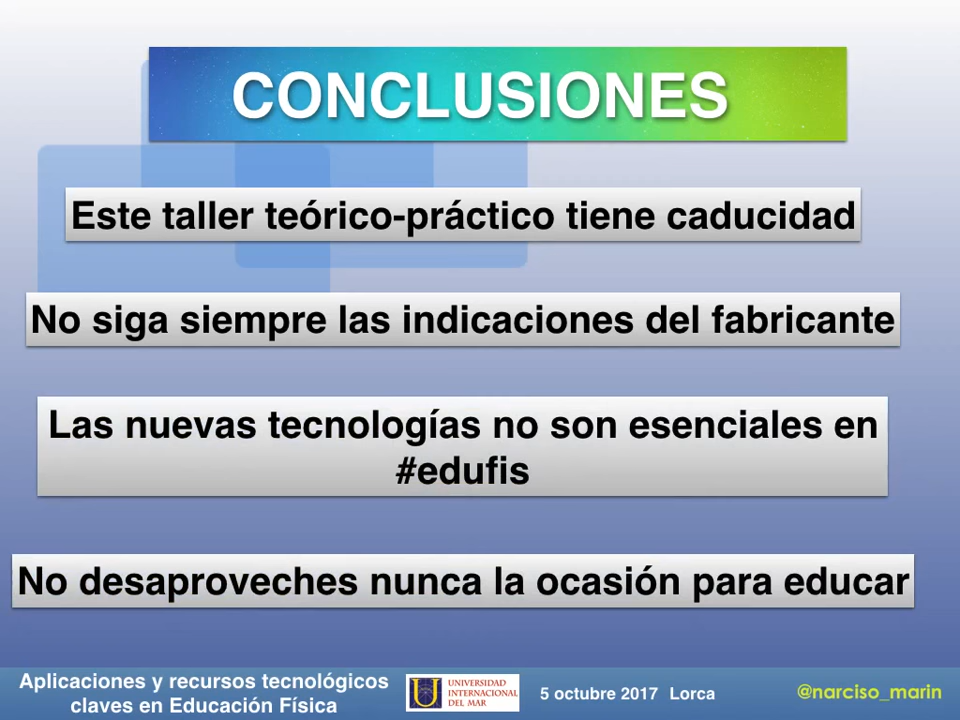 CONCLUSIONES
Este taller teórico-práctico tiene caducidad
No siga siempre las indicaciones del fabricante
Las nuevas tecnologías no son esenciales en
#edufis
No desaproveches nunca la ocasión para educar
Aplicaciones y recursos tecnológicos
claves en Educación Física
UNIVERSIDAD
INTERNACIONAL
DEL MAR
5 octubre 2017 Lorca
@narciso_marin